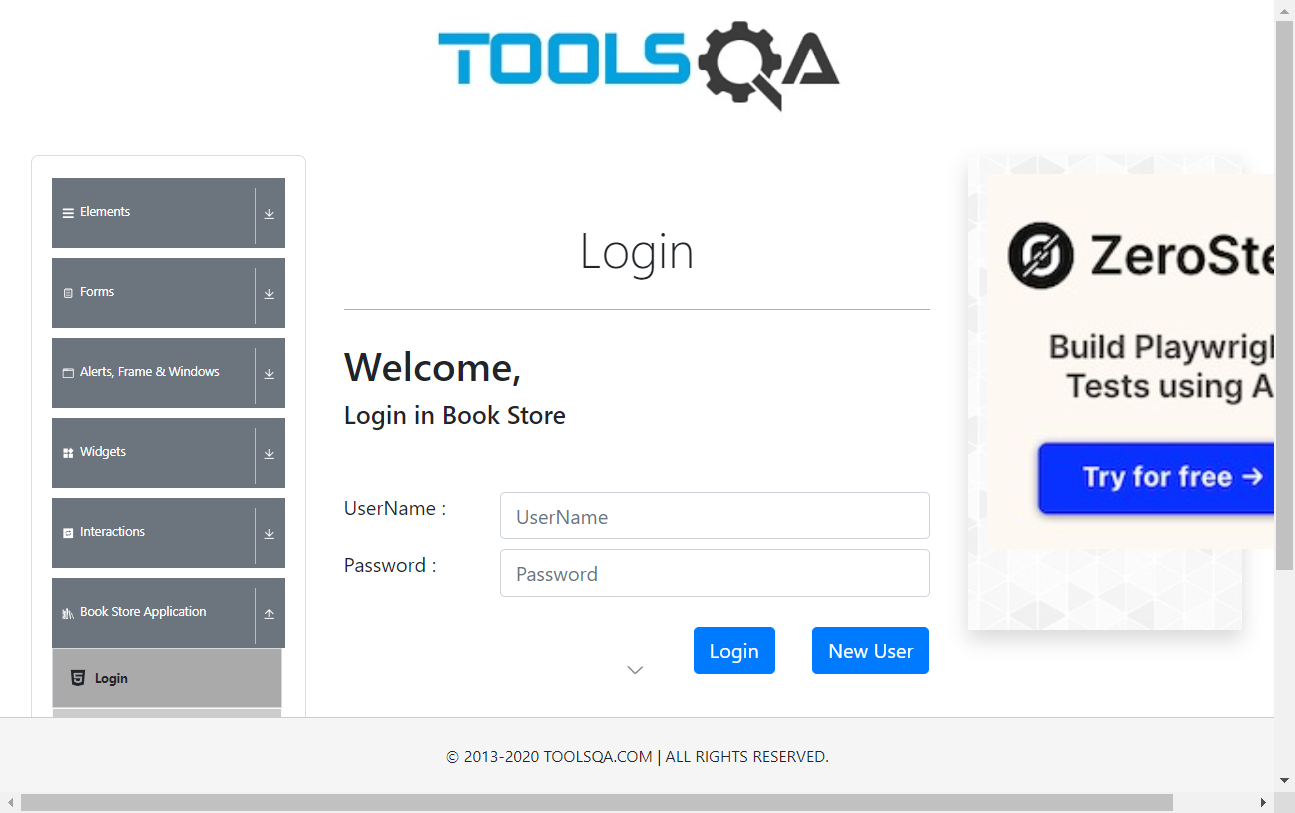 TOOLSQA
Elements
Forms
Alerts, Frame & Windows
Widgets
Interactions
Book Store Application
Login
Login
Welcome,
Login in Book Store
UserName :
UserName
Password :
Password
Login
New User
ZeroSte
Build Playwrigh
Tests using A
Try for free →
© 2013-2020 TOOLSQA.COM | ALL RIGHTS RESERVED.